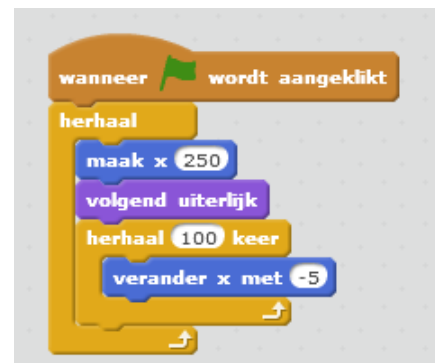 wanneer wordt aangeklikt
herhaal
maak x 250
volgend uiterlijk
herhaal 100 keer
verander x met -5